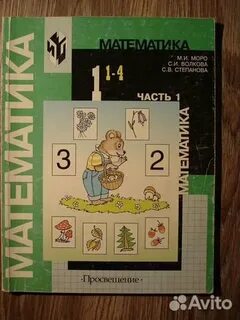 МАТЕМАТИКА
М.И. МОРО
С.И. ВОЛКОВА
С.В. СТЕПАНОВА
1 1-4
ЧАСТЬ 1
МАТЕМАТИКА
МАТЕМАТИКА
3 2
·Просвещение·
Avito